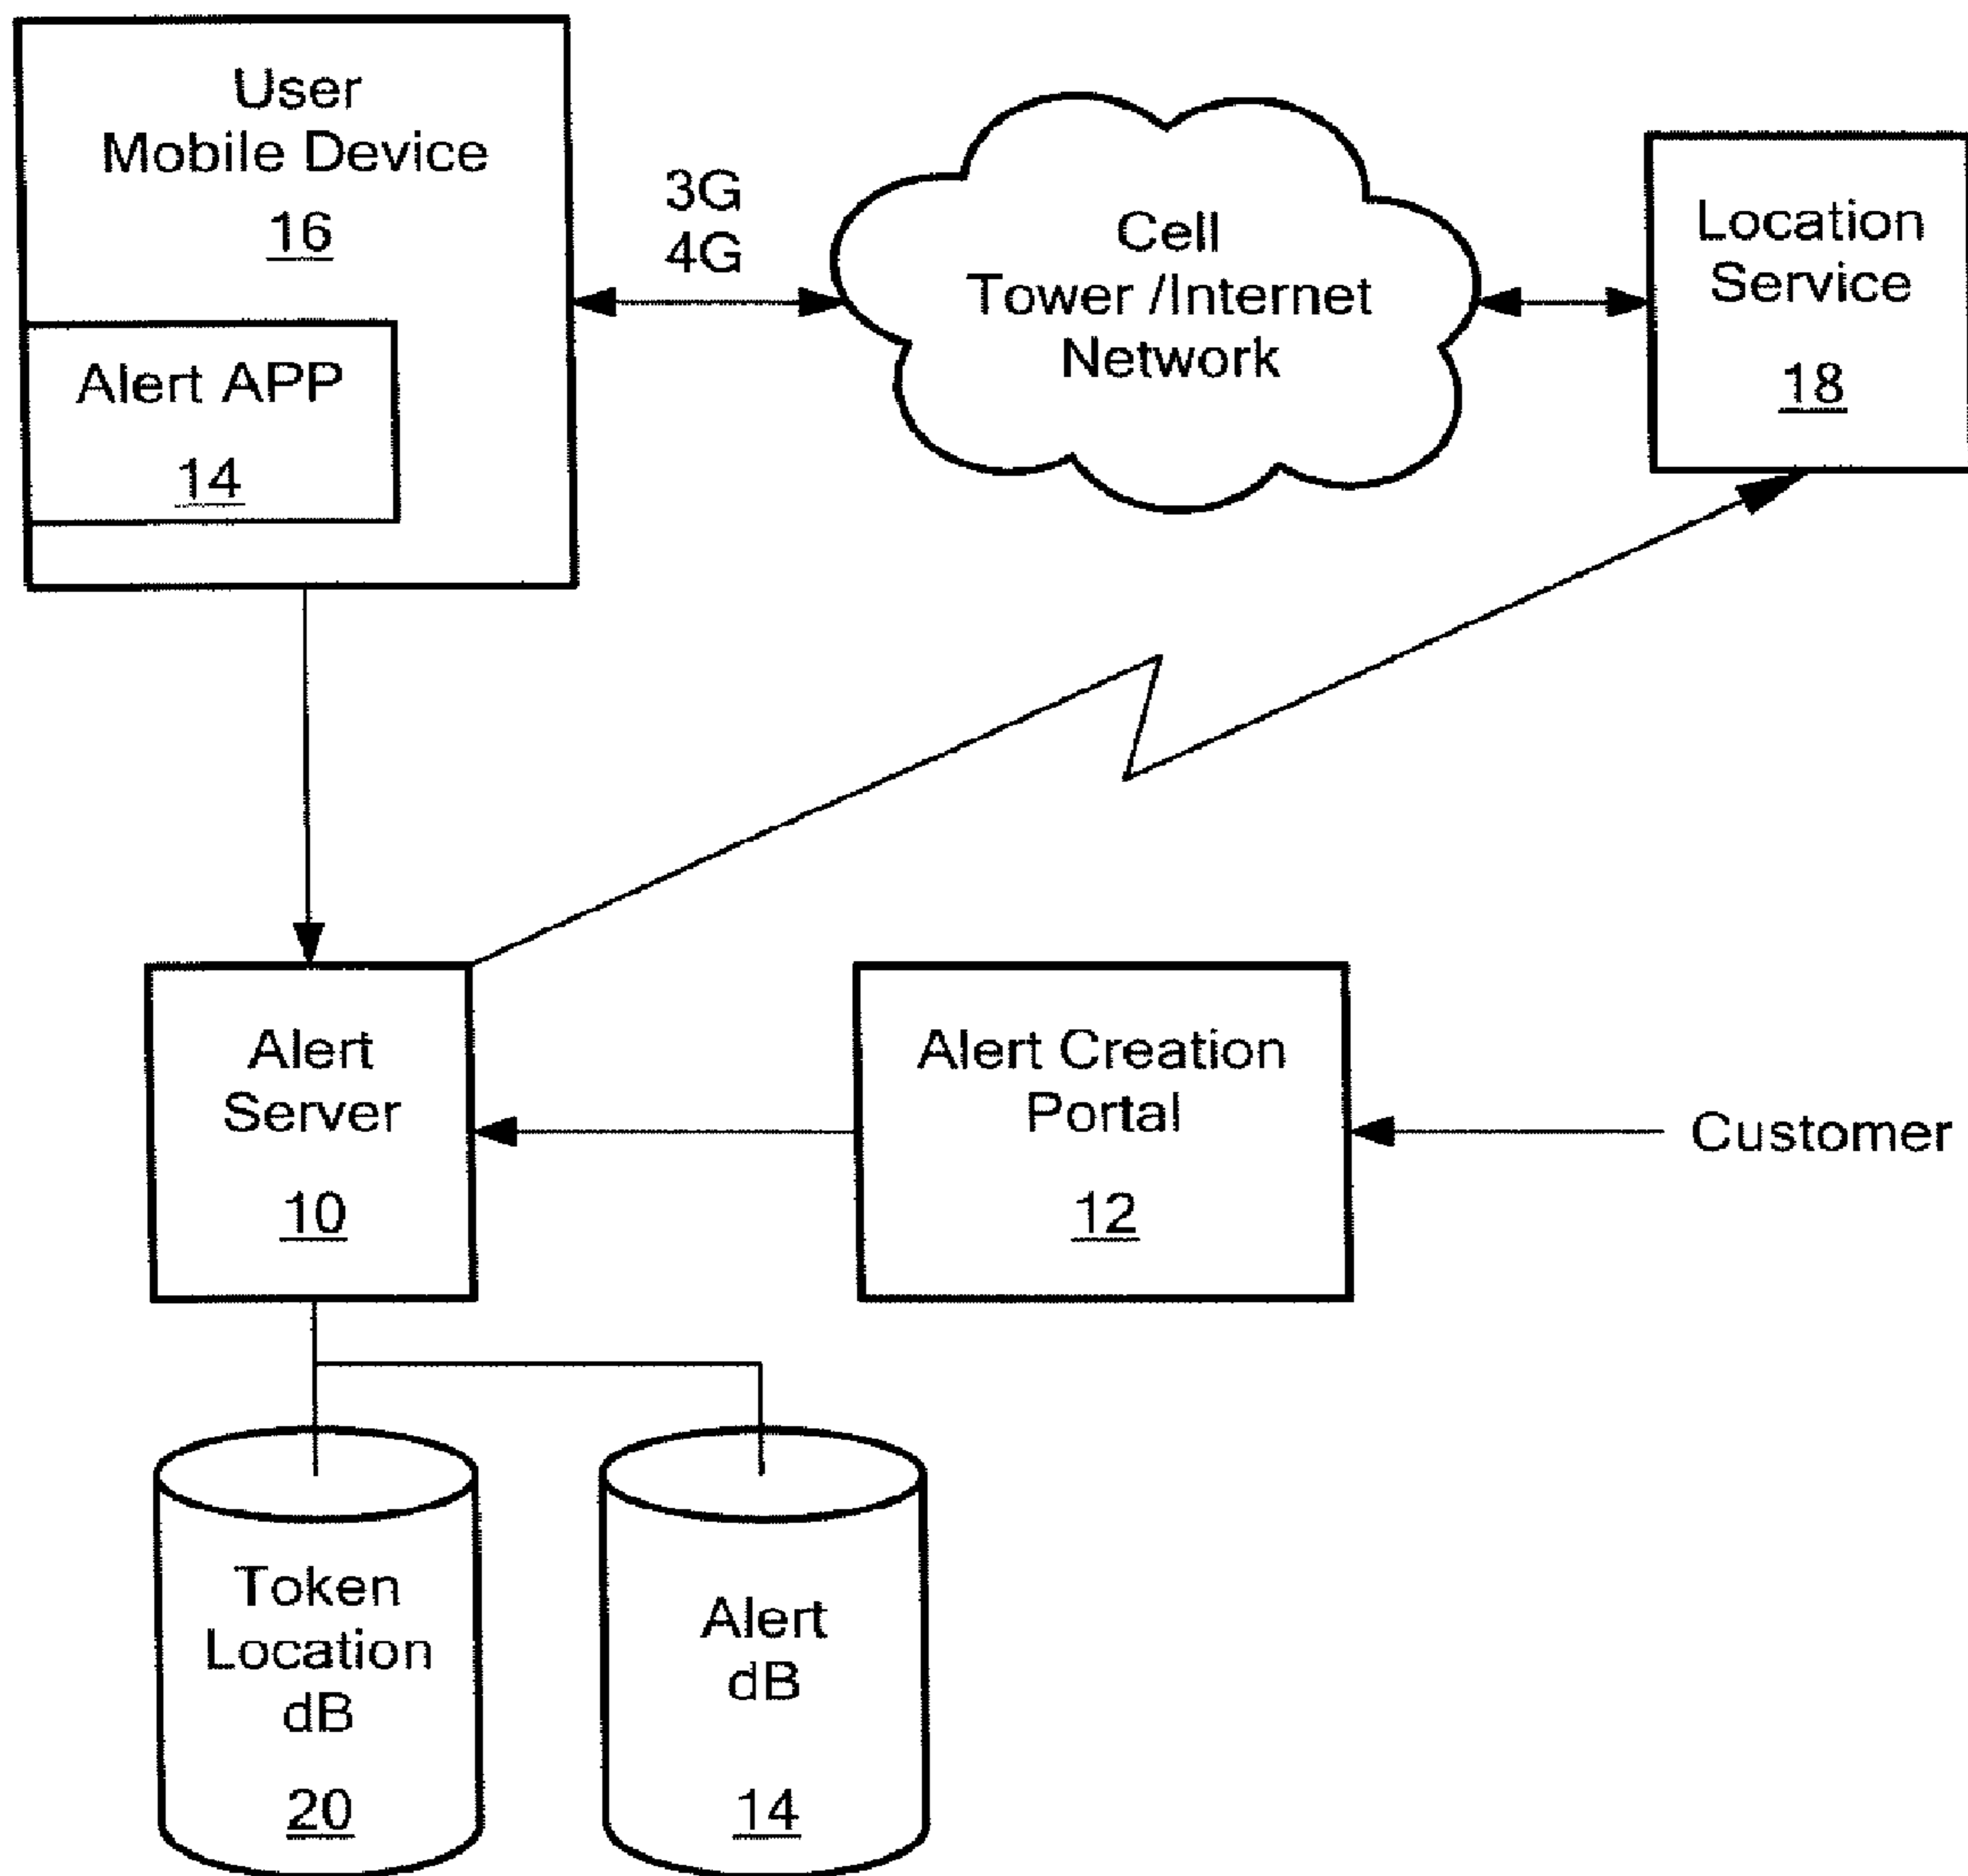 User
Mobile Device
16
Alert APP
14
3G
4G
Cell
Tower /Internet
Network
Location
Service
18
Alert
Server
10
Alert Creation
Portal
12
Customer
Token
Location
dB
20
Alert
dB
14